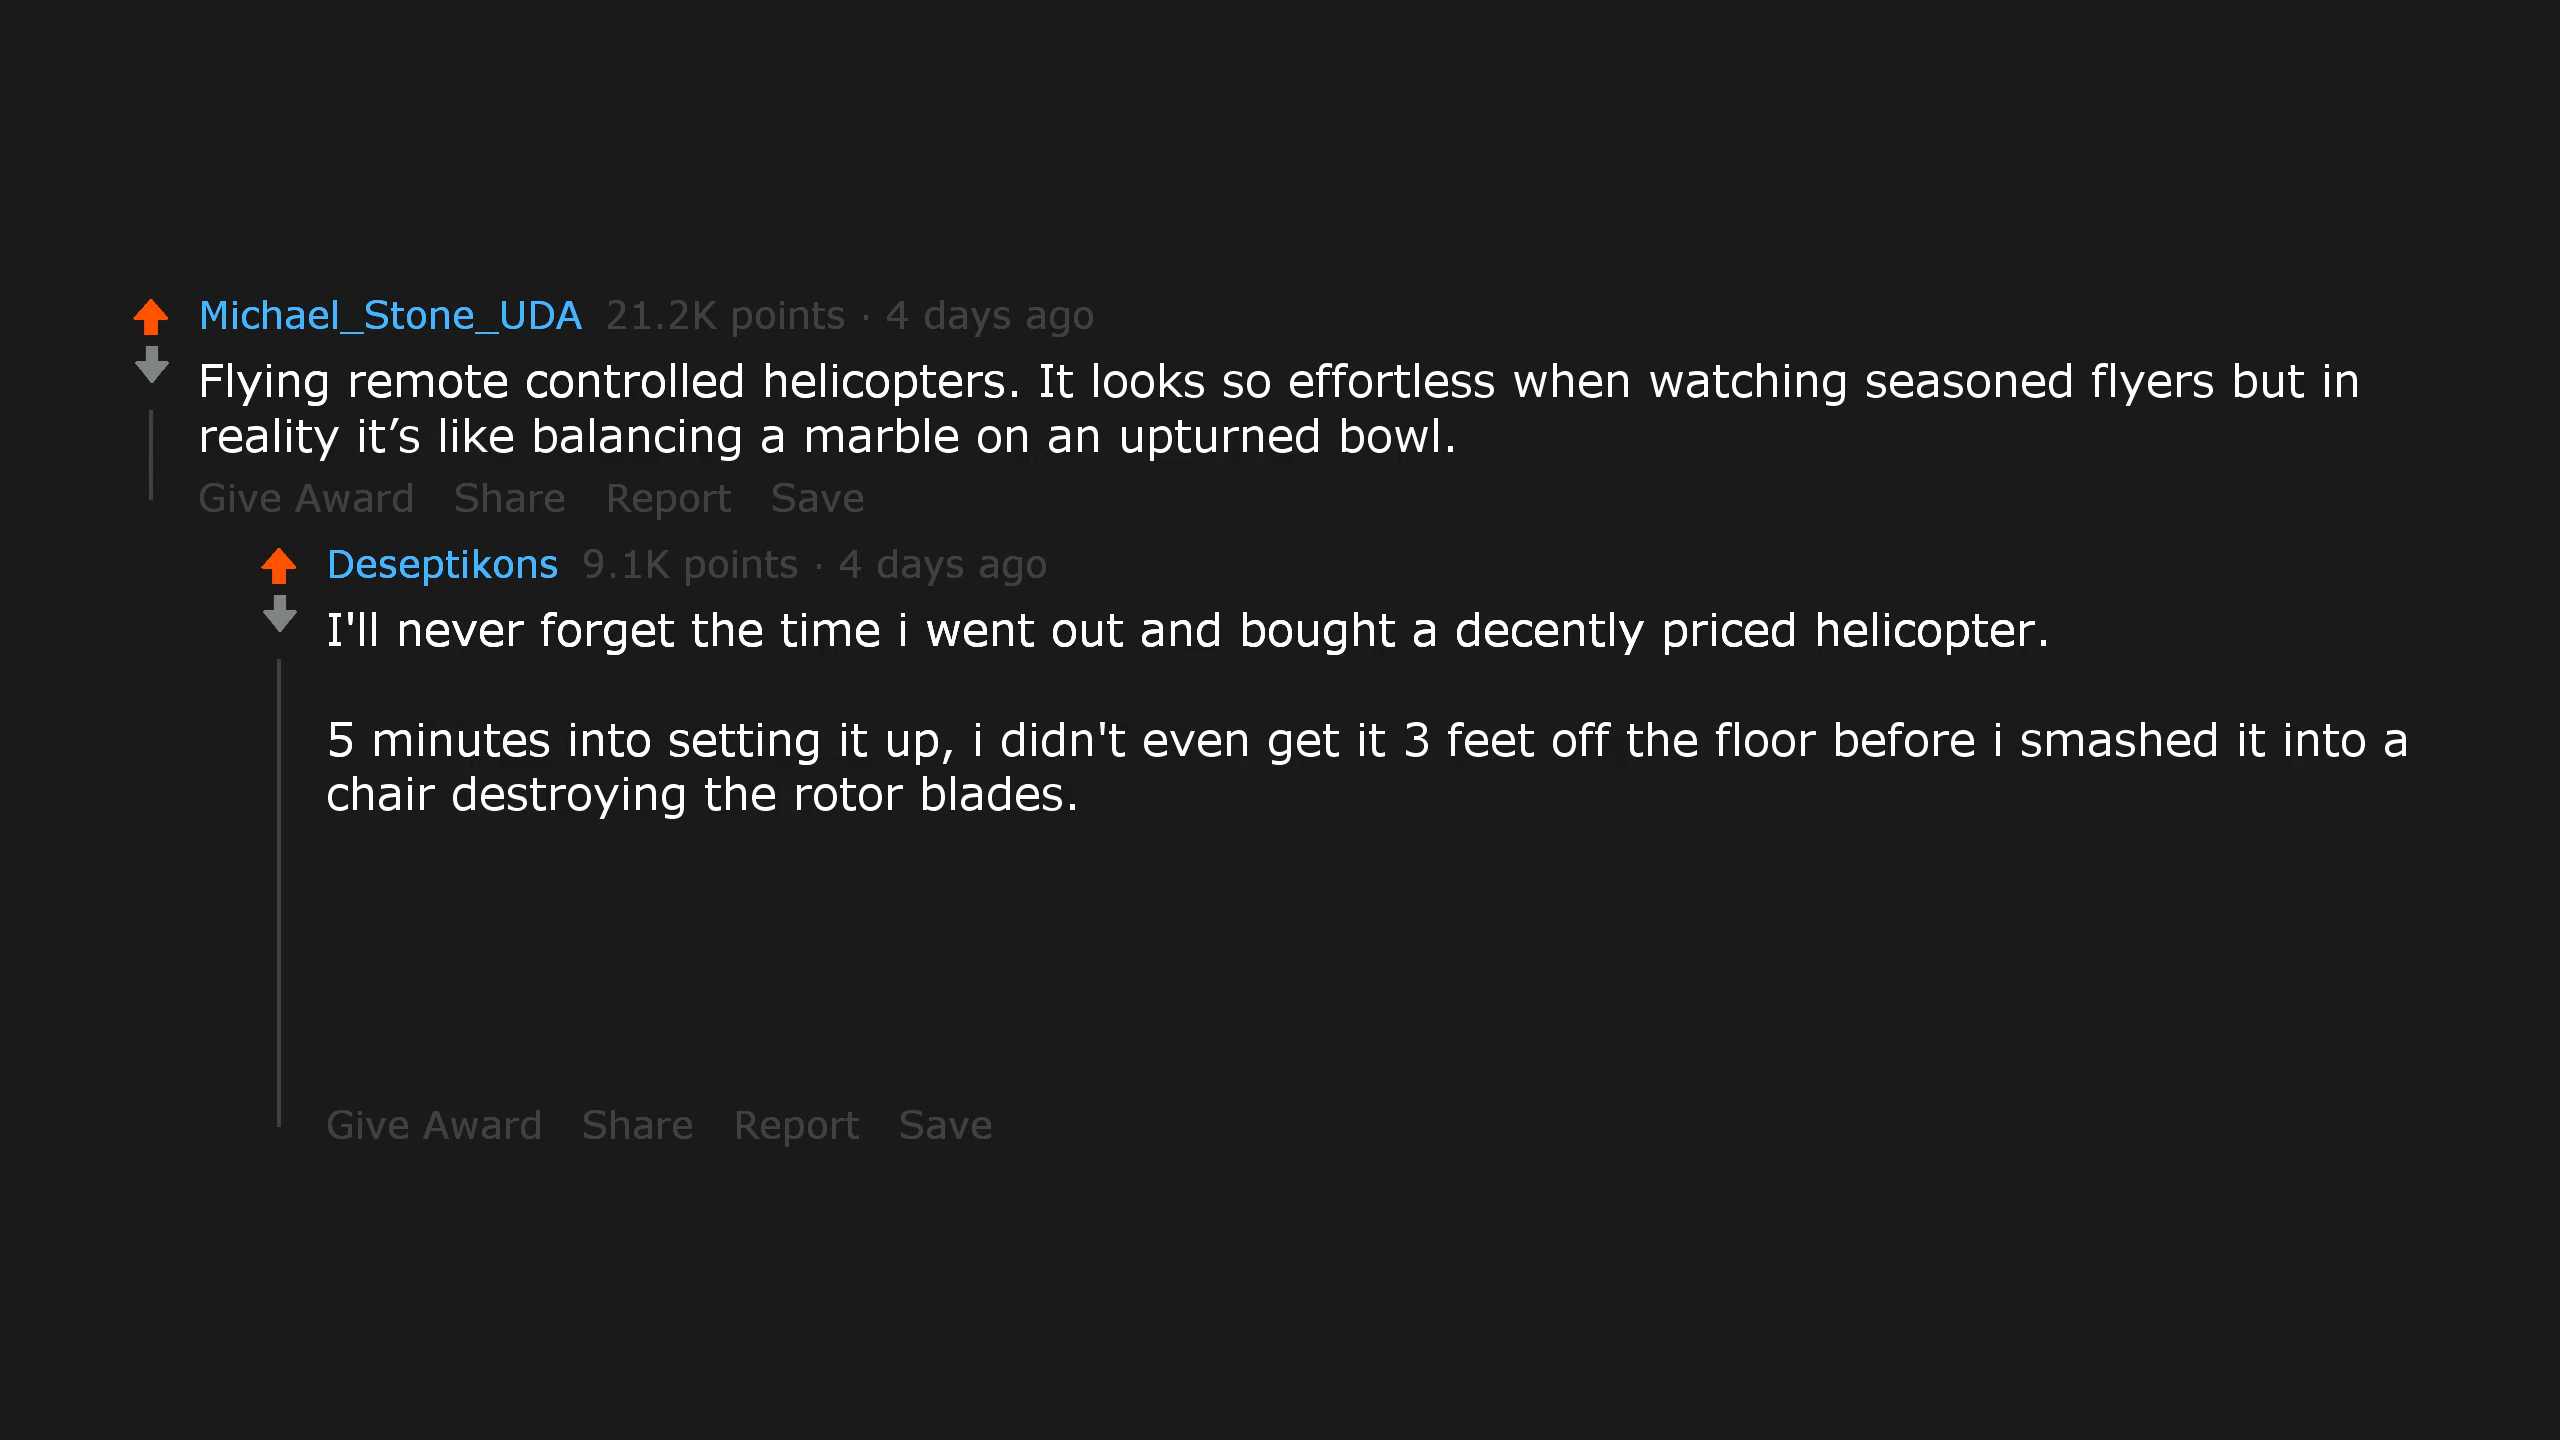 Michael_Stone_UDA 21.2K points · 4 days ago
Flying remote controlled helicopters. It looks so effortless when watching seasoned flyers but in
reality it’s like balancing a marble on an upturned bowl.
Give Award Share Report Save
Deseptikons 9.1K points · 4 days ago
I'll never forget the time i went out and bought a decently priced helicopter.
5 minutes into setting it up, i didn't even get it 3 feet off the floor before i smashed it into a
chair destroying the rotor blades.
Give Award Share Report Save